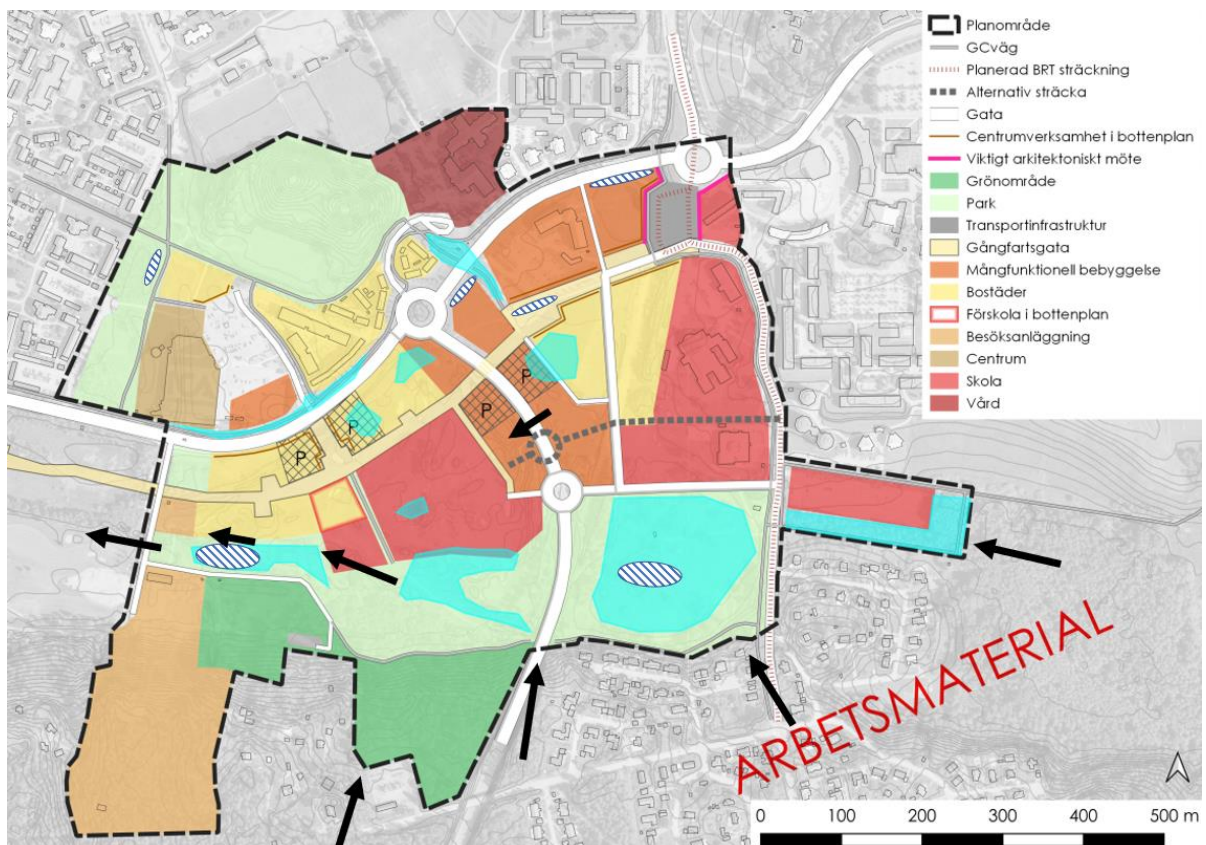 Planområde
GCväg
Planerad BRT sträckning
Alternativ sträcka
Gata
Centrumverksamhet i bottenplan
Viktigt arkitektoniskt möte
Grönområde
Park
Transportinfrastruktur
Gångfartsgata
Mångfunktionell bebyggelse
Bostäder
Förskola i bottenplan
Besöksanläggning
Centrum
Skola
Vård
P
P
P
P
ARBETSMATERIAL
0 100 200 300 400 500 m